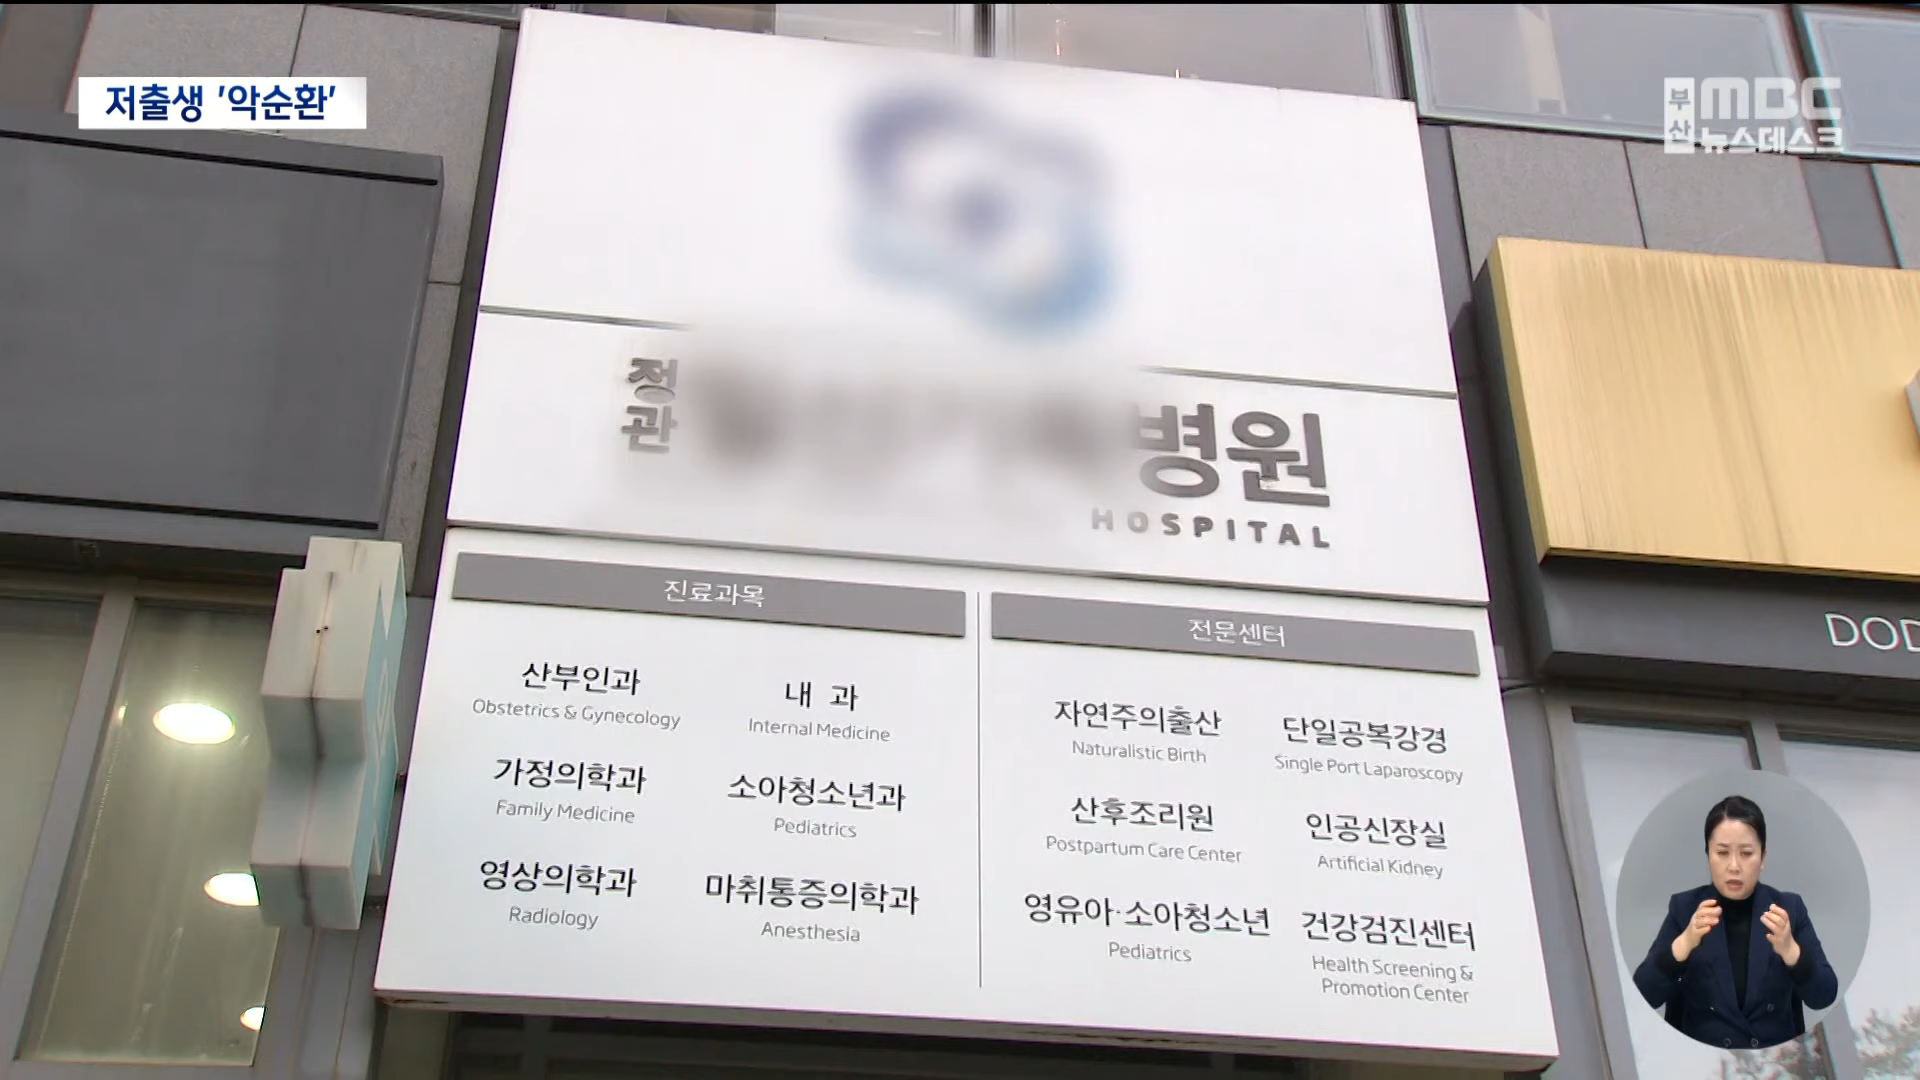 저출생 '악순환'
부산
MBC
뉴스데스크
정관
병원
HOSPITAL
진료과목
산부인과
Obstetrics & Gynecology
내 과
Internal Medicine
가정의학과
Family Medicine
소아청소년과
Pediatrics
영상의학과
Radiology
마취통증의학과
Anesthesia
전문센터
자연주의출산
Naturalistic Birth
단일공복강경
Single Port Laparoscopy
산후조리원
Postpartum Care Center
인공신장실
Artificial Kidney
영유아·소아청소년
Pediatrics
건강검진센터
Health Screening &
Promotion Center
DOD